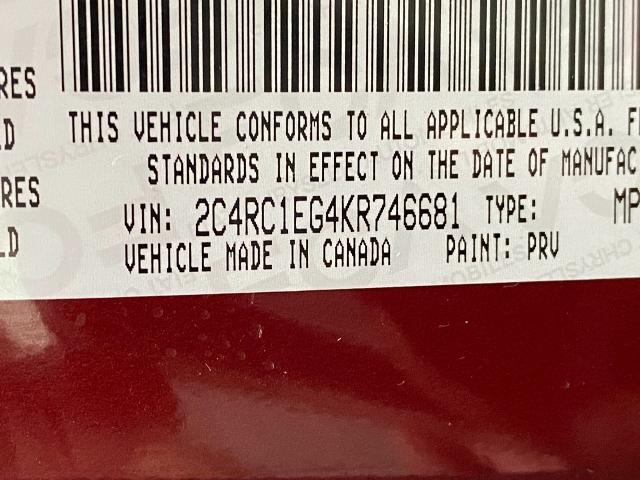 RES
THIS VEHICLE CONFORMS TO ALL APPLICABLE U.S.A. F
D
STANDARDS IN EFFECT ON THE DATE OF MANUFAC
RES
VIN: 2C4RC1EG4KR746681 TYPE: MP
LD
VEHICLE MADE IN CANADA PAINT: PRV